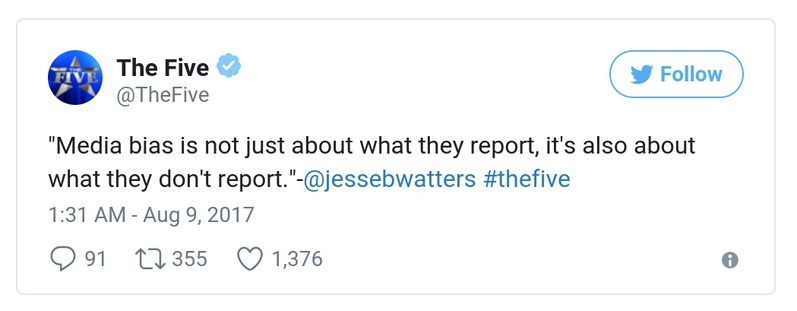 THE
FIVE
The Five
@TheFive
Follow
"Media bias is not just about what they report, it's also about
what they don't report."-@jessebwatters #thefive
1:31 AM - Aug 9, 2017
91 355 1,376